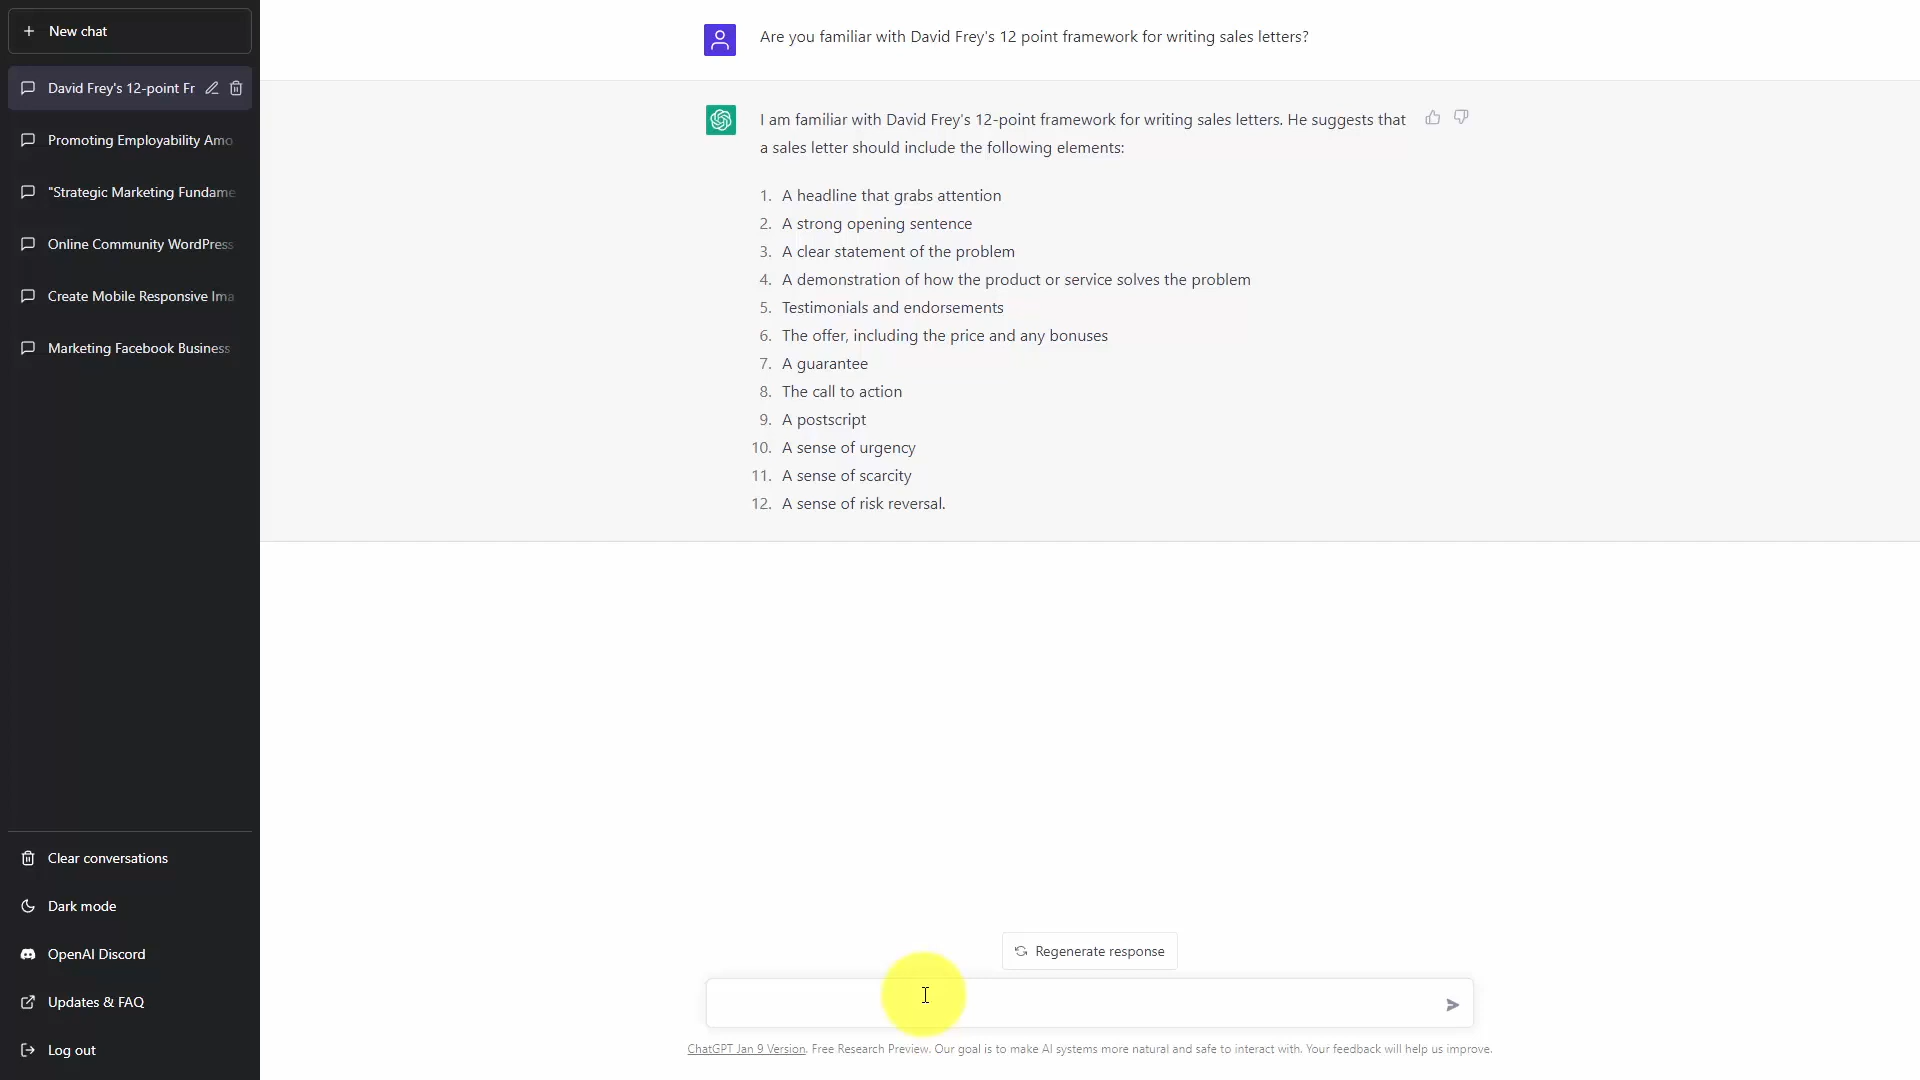 New chat
David Frey's 12-point Fr
Promoting Employability Amo
"Strategic Marketing Fundame
Online Community WordPress
Create Mobile Responsive Ima
Marketing Facebook Business
Clear conversations
Dark mode
OpenAI Discord
Updates & FAQ
Log out
Are you familiar with David Frey's 12 point framework for writing sales letters?
I am familiar with David Frey's 12-point framework for writing sales letters. He suggests that
a sales letter should include the following elements:
1. A headline that grabs attention
2. A strong opening sentence
3. A clear statement of the problem
4. A demonstration of how the product or service solves the problem
5. Testimonials and endorsements
6. The offer, including the price and any bonuses
7. A guarantee
8. The call to action
9. A postscript
10. A sense of urgency
11. A sense of scarcity
12. A sense of risk reversal.
Regenerate response
ChatGPT Jan 9 Version. Free Research Preview. Our goal is to make AI systems more natural and safe to interact with. Your feedback will help us improve.